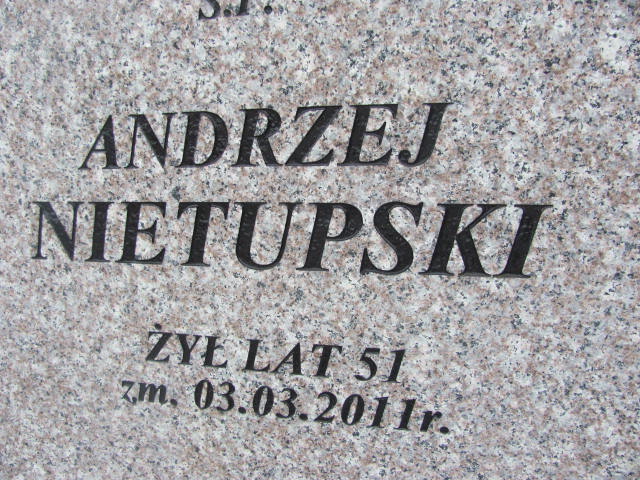 Ś.P.
ANDRZEJ
NIETUPSKI
ŻYŁ LAT 51
zm. 03.03.2011r.